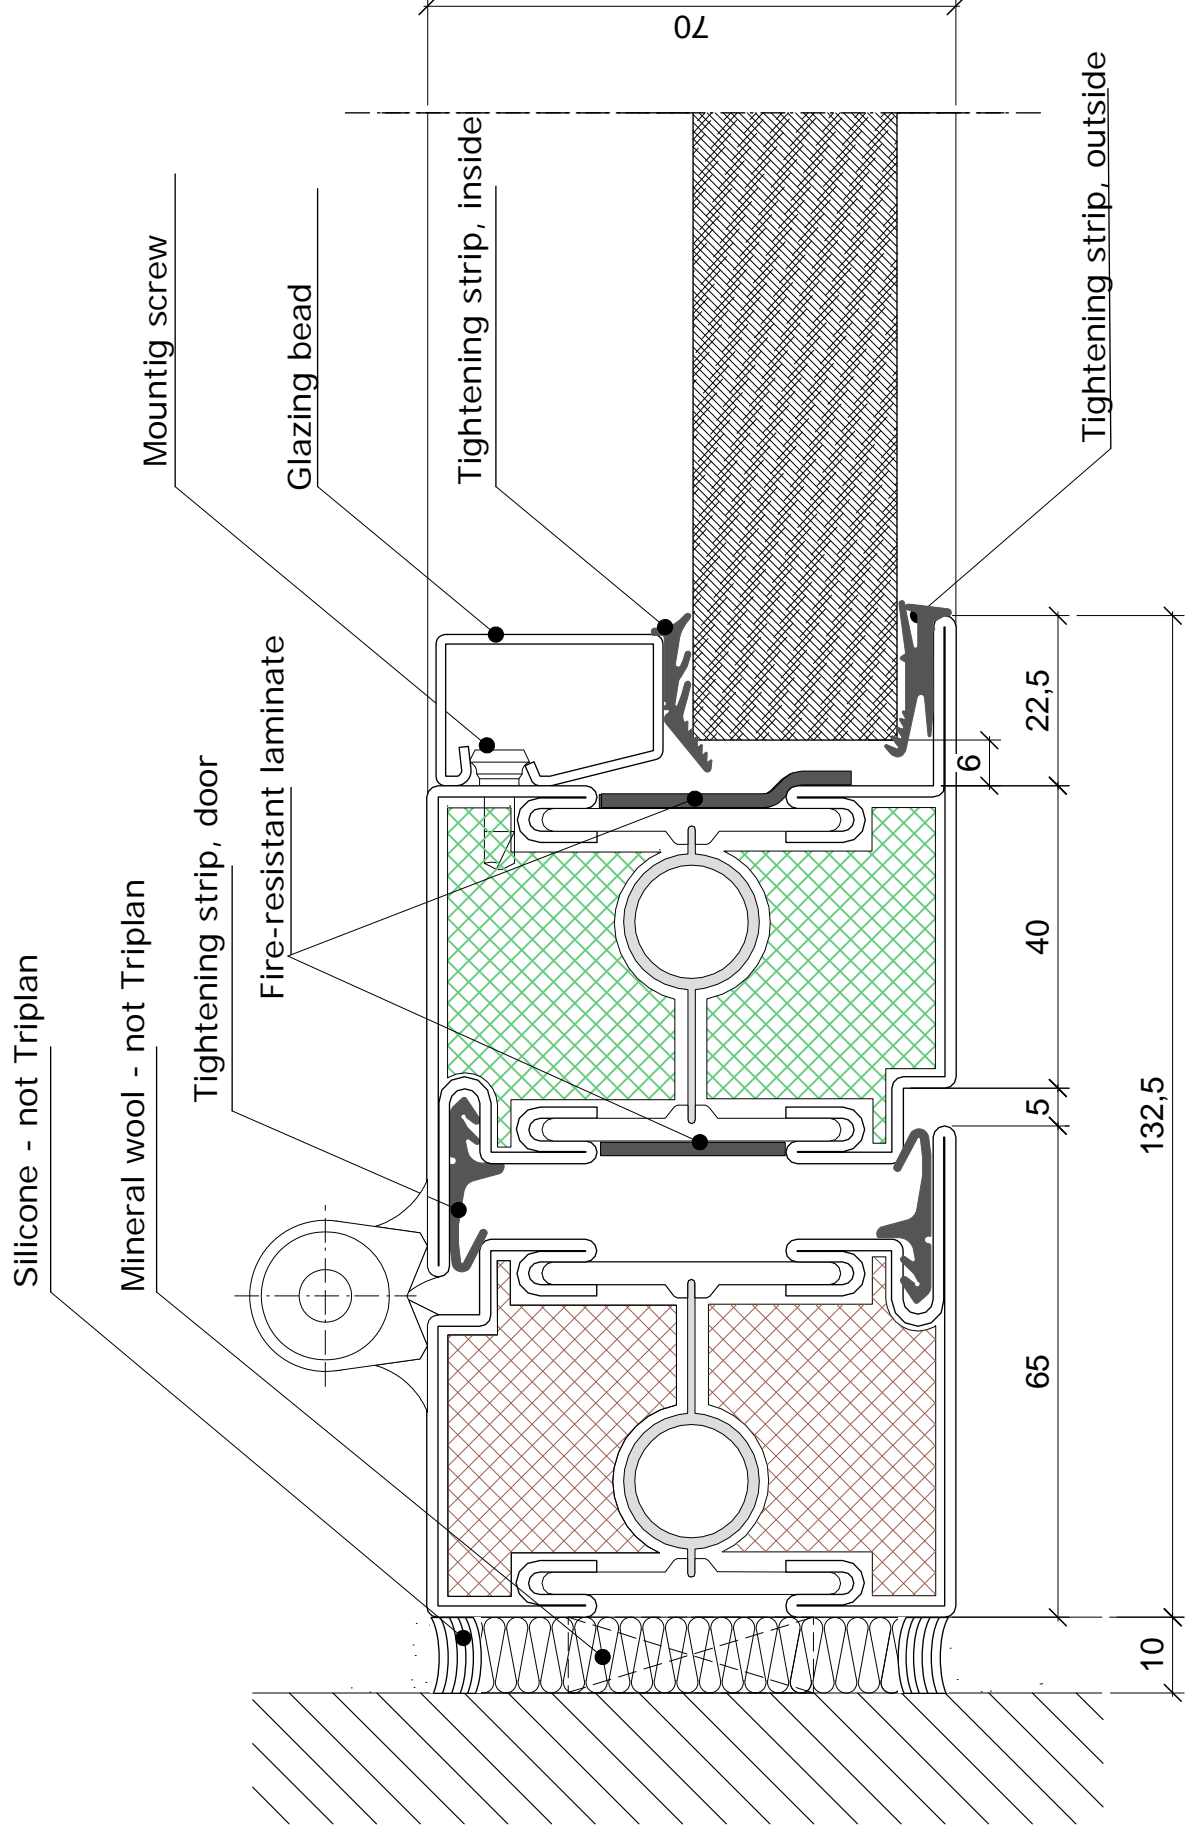 Silicone - not Triplan
Mineral wool - not Triplan
Tightening strip, door
Fire-resistant laminate
Mountig screw
Glazing bead
Tightening strip, inside
Tightening strip, outside
70
6
22,5
40
5
65
132,5
10